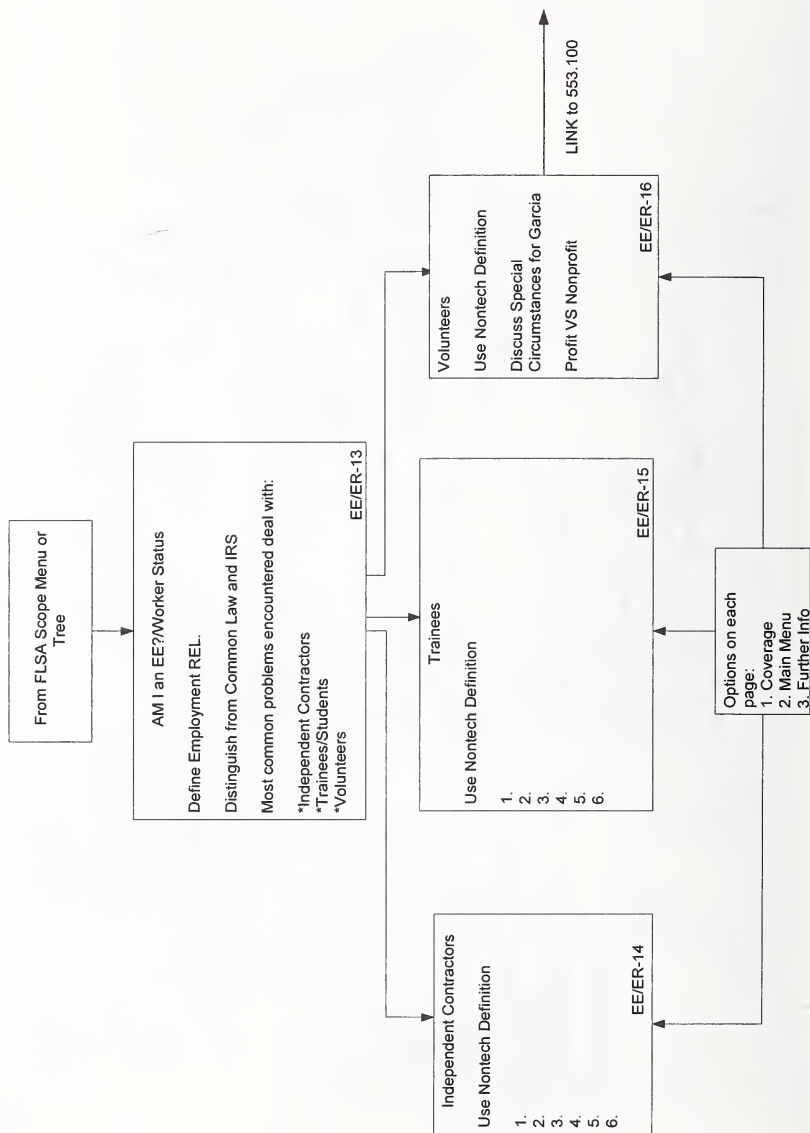 From FLSA Scope Menu or
Tree
AM I an EE?/Worker Status
Define Employment REL.
Distinguish from Common Law and IRS
Most common problems encountered deal with:
*Independent Contractors
*Trainees/Students
*Volunteers
EE/ER-13
Independent Contractors
Use Nontech Definition
1.
2.
3.
4.
5.
6.
EE/ER-14
Trainees
Use Nontech Definition
1.
2.
3.
4.
5.
6.
EE/ER-15
Volunteers
Use Nontech Definition
Discuss Special
Circumstances for Garcia
Profit VS Nonprofit
EE/ER-16
LINK to 553.100
Options on each
page:
1. Coverage
2. Main Menu
3. Further Info